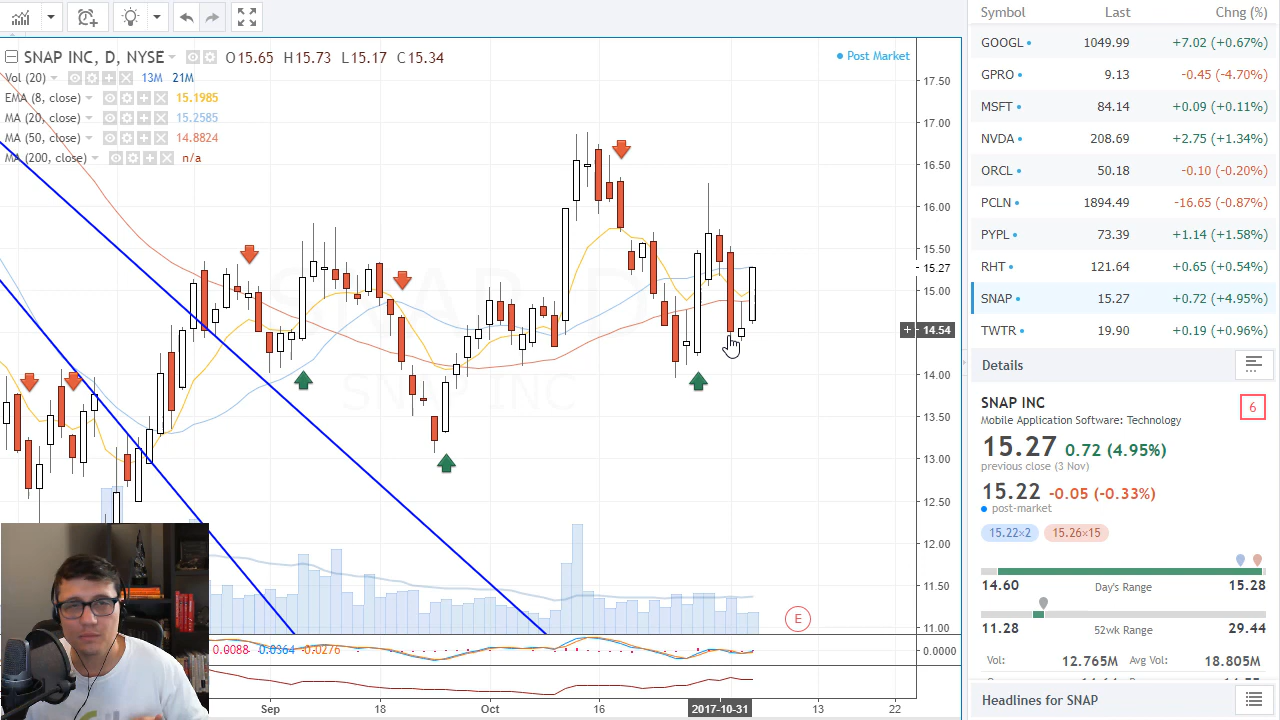 SNAP INC, D, NYSE O15.65 H15.73 L15.17 C15.34
Post Market
Vol (20) 13M 21M
EMA (8, close) 15.1985
MA (20, close) 15.2585
MA (50, close) 14.8824
MA (200, close) n/a
SNAP, D
SNAP INC
17.50
17.00
16.50
16.00
15.50
15.27
15.00
14.54
14.00
13.50
13.00
12.50
12.00
11.50
11.00
0.0000
E
0.0088 -0.0364 -0.0276
Sep 18 Oct 16 2017-10-31 13 22
Symbol Last Chng (%)
GOOGL 1049.99 +7.02 (+0.67%)
GPRO 9.13 -0.45 (-4.70%)
MSFT 84.14 +0.09 (+0.11%)
NVDA 208.69 +2.75 (+1.34%)
ORCL 50.18 -0.10 (-0.20%)
PCLN 1894.49 -16.65 (-0.87%)
PYPL 73.39 +1.14 (+1.58%)
RHT 121.64 +0.65 (+0.54%)
SNAP 15.27 +0.72 (+4.95%)
TWTR 19.90 +0.19 (+0.96%)
Details
SNAP INC 6
Mobile Application Software: Technology
15.27 0.72 (4.95%)
previous close (3 Nov)
15.22 -0.05 (-0.33%)
post-market
15.22×2 15.26×15
14.60 Day's Range 15.28
11.28 52wk Range 29.44
Vol: 12.765M Avg Vol: 18.805M
Headlines for SNAP